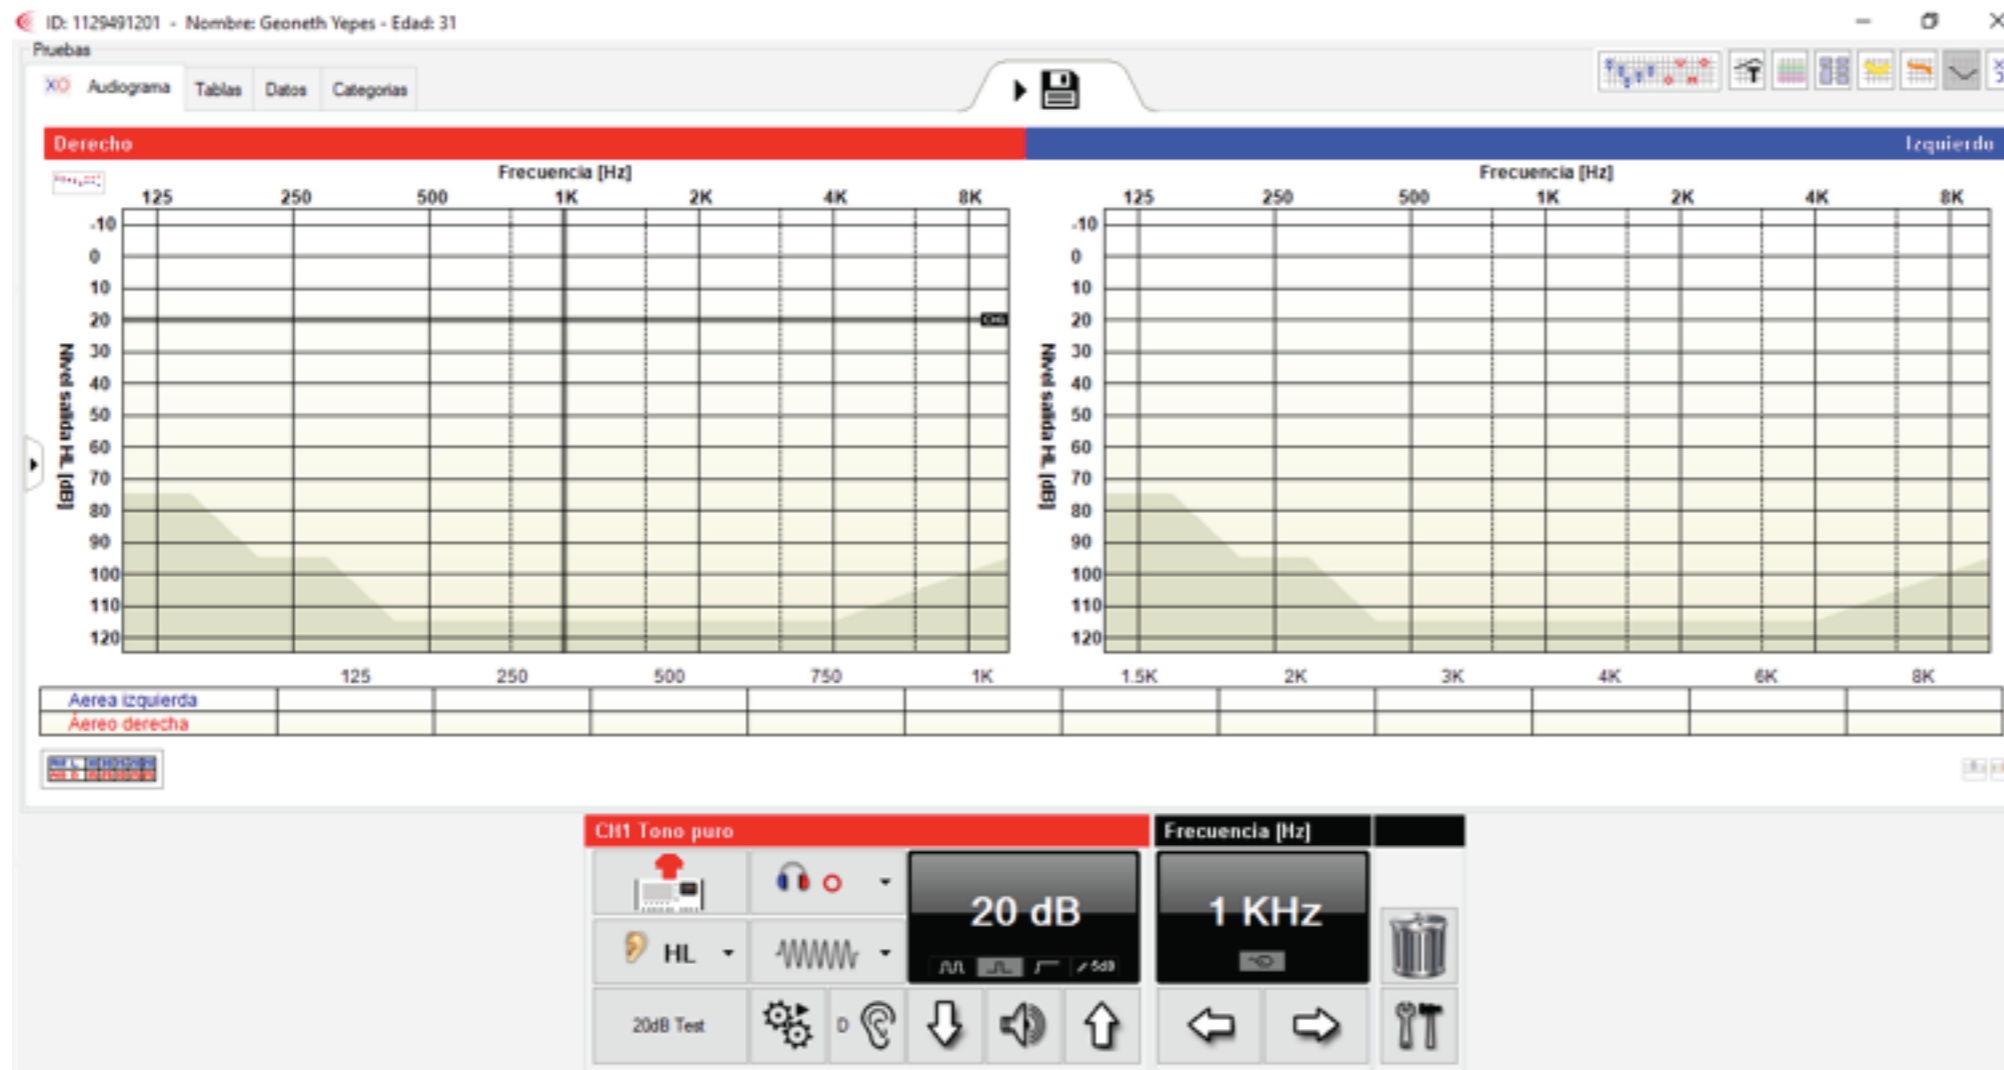 ID: 1129491201 - Nombre: Geoneth Yepes - Edad: 31
Pruebas
XO Audiograma Tablas Datos Categorias
Derecho Izquierdo
Frecuencia [Hz] Frecuencia [Hz]
125 250 500 1K 2K 4K 8K 125 250 500 1K 2K 4K 8K
-10 -10
0 0
10 10
20 20
30 30
40 40
50 50
60 60
70 70
80 80
90 90
100 100
110 110
120 120
Nivel salida HL [dB] Nivel salida HL [dB]
125 250 500 750 1K 1.5K 2K 3K 4K 6K 8K
Aerea izquierda
Aereo derecha
CH1 Tono puro Frecuencia [Hz]
20 dB 1 KHz
HL 5dB
20dB Test D